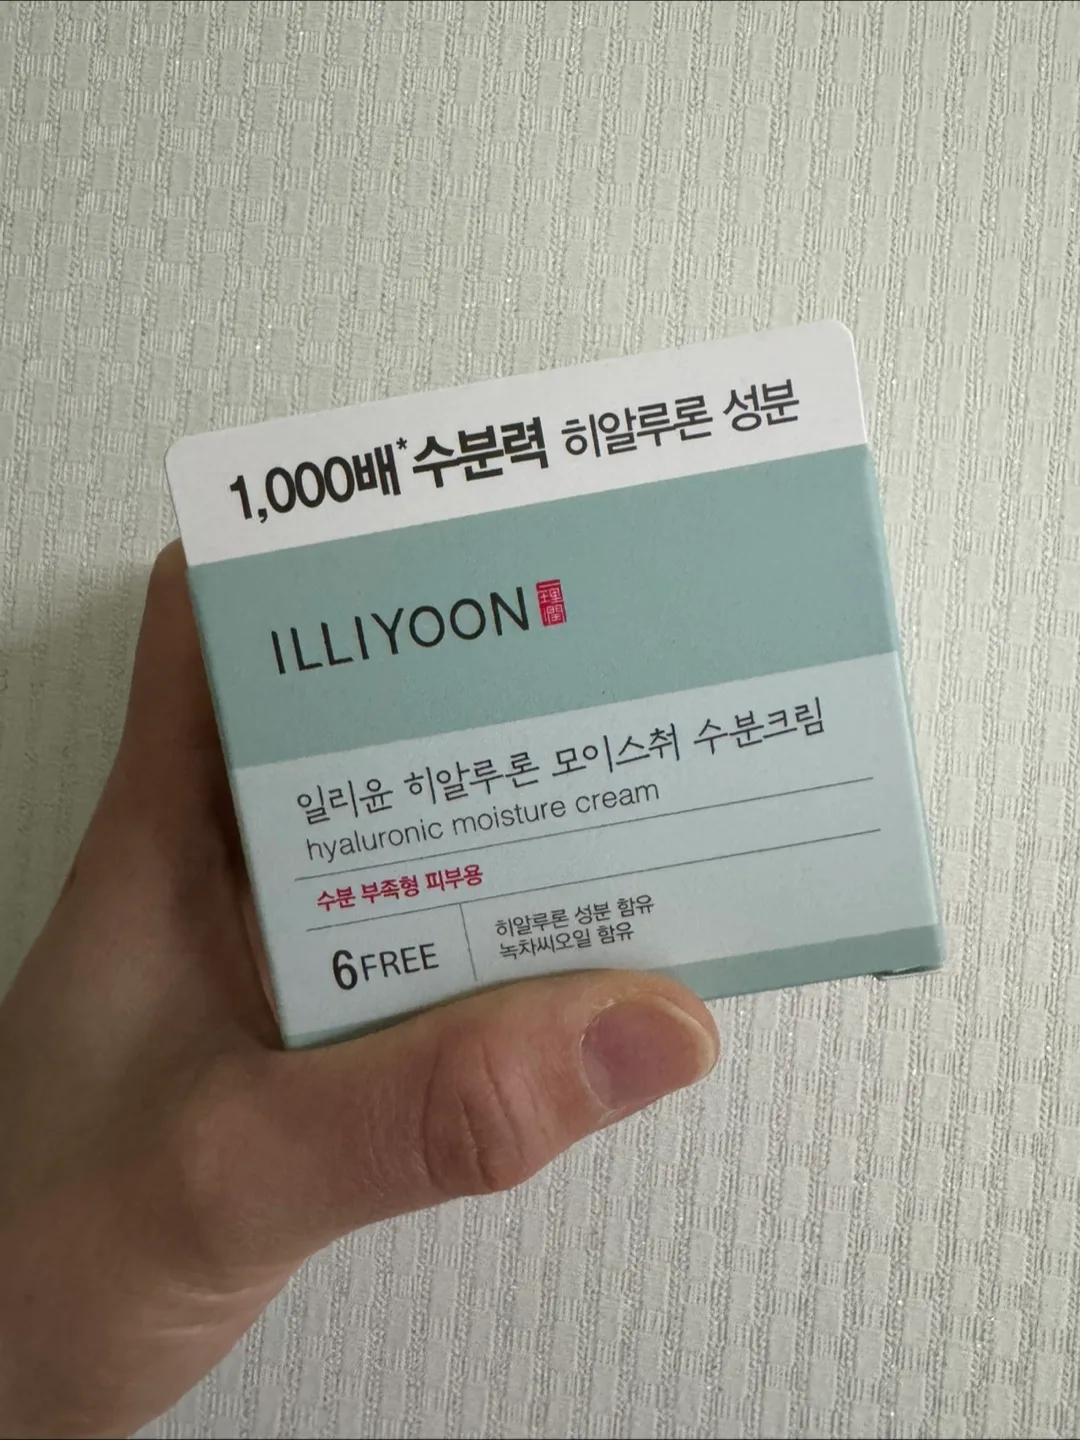 1,000배* 수분력 히알루론 성분
ILLIYOON 一理潤
일리윤 히알루론 모이스춰 수분크림
hyaluronic moisture cream
수분 부족형 피부용
6FREE
히알루론 성분 함유
녹차씨오일 함유